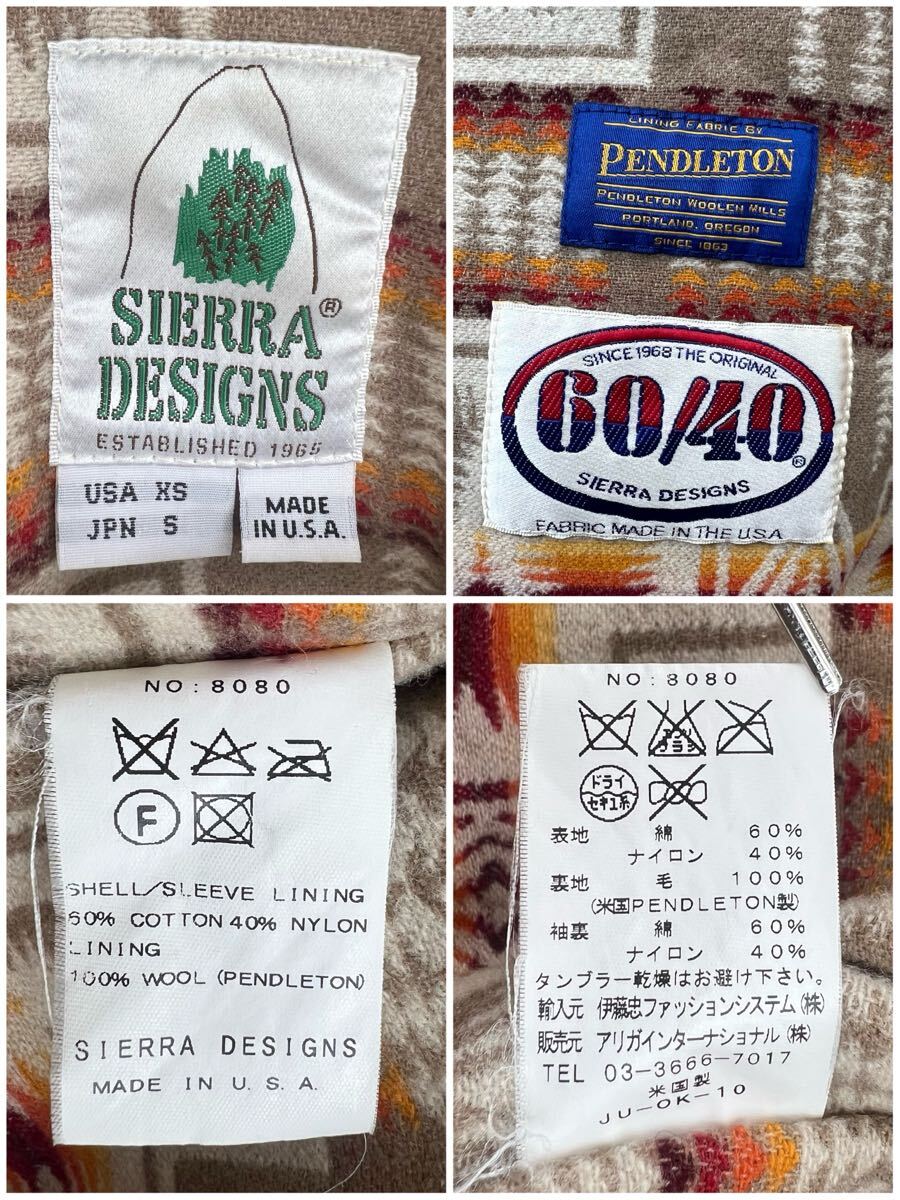 SIERRA®
DESIGNS
ESTABLISHED 1965
USA XS
JPN S
MADE
IN U.S.A.
LINING FABRIC BY
PENDLETON
PENDLETON WOOLEN MILLS
PORTLAND, OREGON
SINCE 1863
SINCE 1968 THE ORIGINAL
60/40®
SIERRA DESIGNS
FABRIC MADE IN THE USA
NO:8080
F
SHELL/SLEEVE LINING
60% COTTON 40% NYLON
LINING
100% WOOL (PENDLETON)
SIERRA DESIGNS
MADE IN U.S.A.
NO:8080
エンソ
サラシ
ドライ
セキユ系
表地 綿 60%
ナイロン 40%
裏地 毛 100%
(米国PENDLETON製)
袖裏 綿 60%
ナイロン 40%
タンブラー乾燥はお避け下さい。
輸入元 伊藤忠ファッションシステム(株)
販売元 アリガインターナショナル(株)
TEL 03-3666-7017
米国製
JU-OK-10